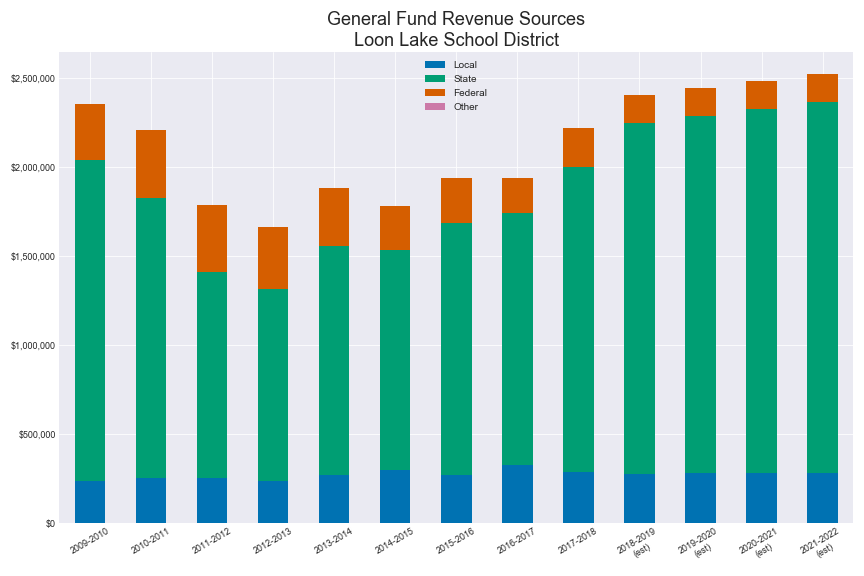 General Fund Revenue Sources
Loon Lake School District
Local
State
Federal
Other
$2,500,000
$2,000,000
$1,500,000
$1,000,000
$500,000
$0
2009-2010
2010-2011
2011-2012
2012-2013
2013-2014
2014-2015
2015-2016
2016-2017
2017-2018
2018-2019
(est)
2019-2020
(est)
2020-2021
(est)
2021-2022
(est)